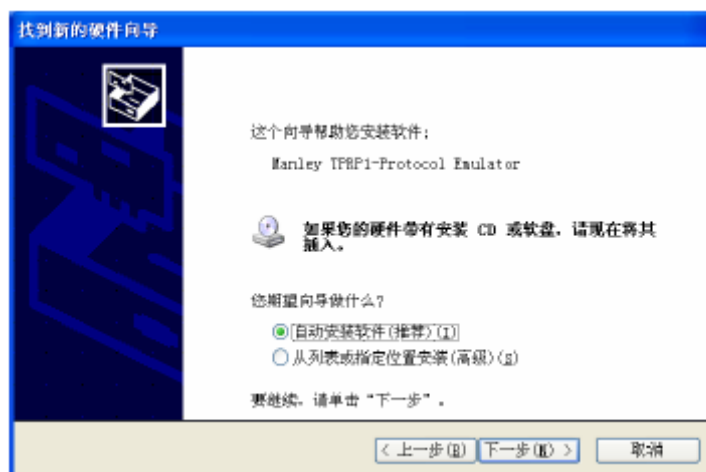 找到新的硬件向导
这个向导帮助您安装软件:
Manley TPRP1-Protocol Emulator
如果您的硬件带有安装 CD 或软盘，请现在将其
插入。
您期望向导做什么?
自动安装软件(推荐)(I)
从列表或指定位置安装(高级)(S)
要继续，请单击“下一步”。
< 上一步(B)
下一步(N) >
取消